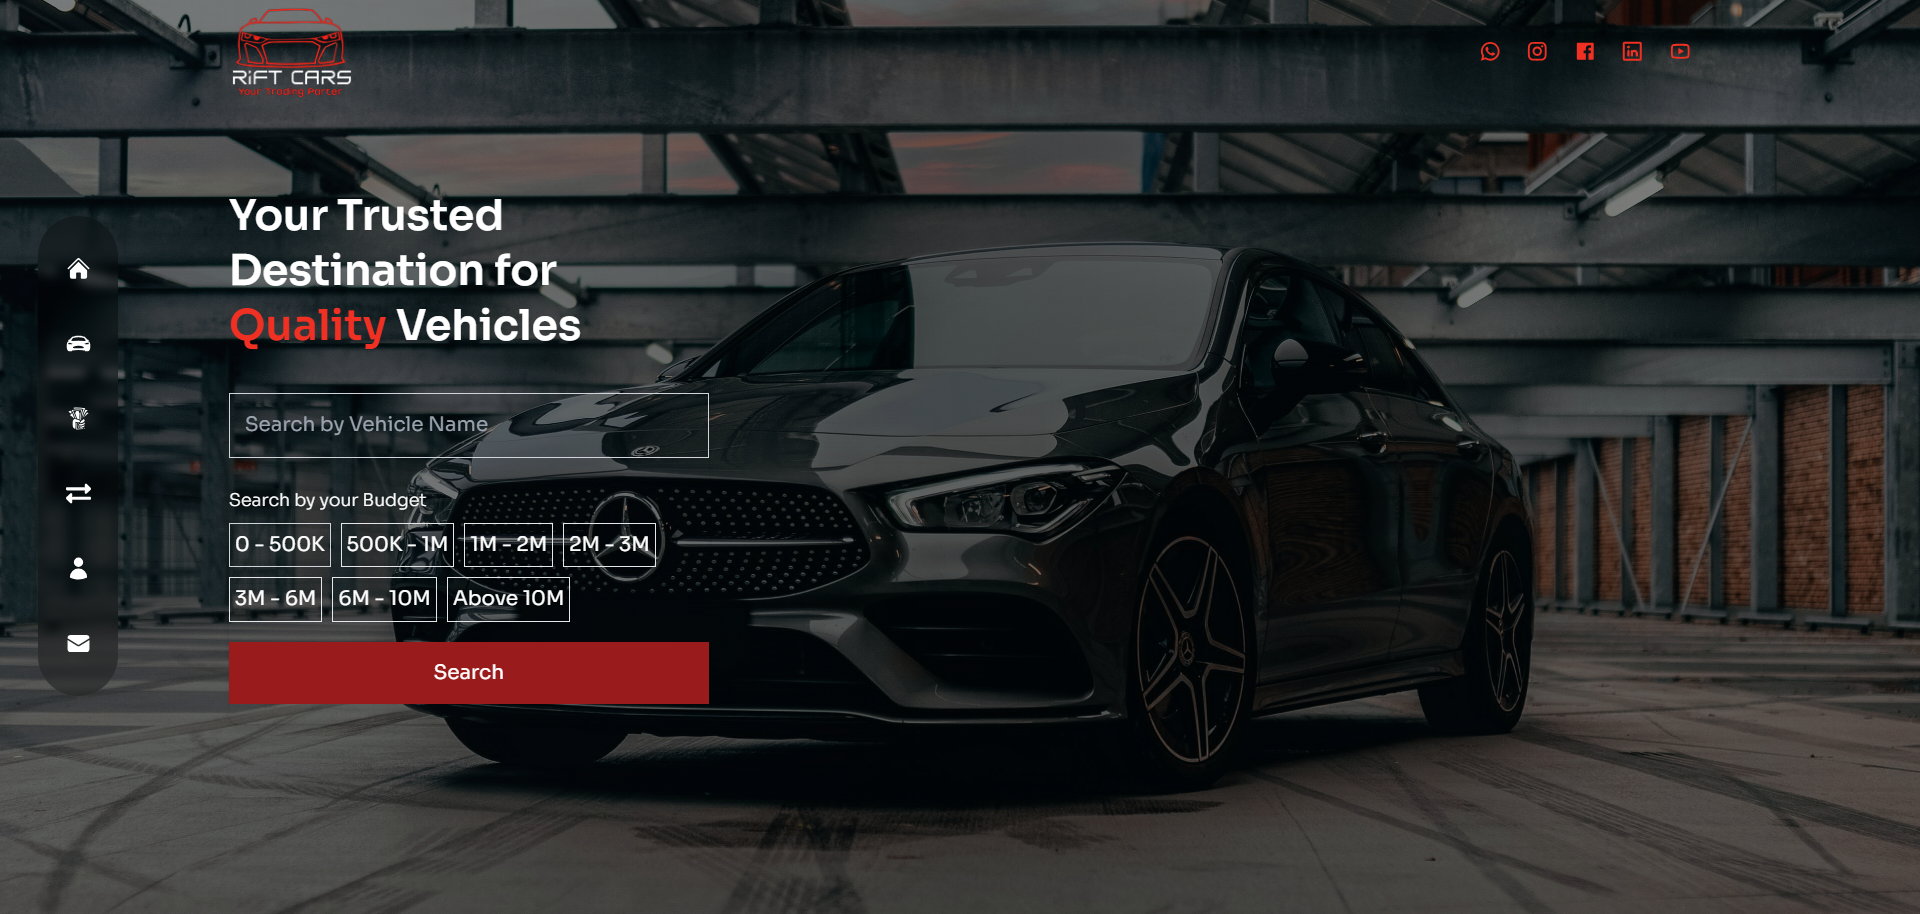 RiFT CARS
Your Trading Porter
Your Trusted
Destination for
Quality Vehicles
Search by Vehicle Name
Search by your Budget
0 - 500K
500K - 1M
1M - 2M
2M - 3M
3M - 6M
6M - 10M
Above 10M
Search